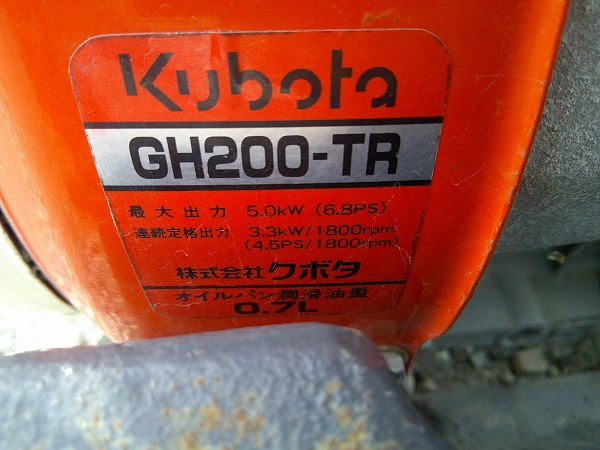 Kubota
GH200-TR
最大出力 5.0kW (6.8PS)
連続定格出力 3.3kW/1800rpm
(4.5PS/1800rpm)
株式会社クボタ
オイルパン潤滑油量
0.7L